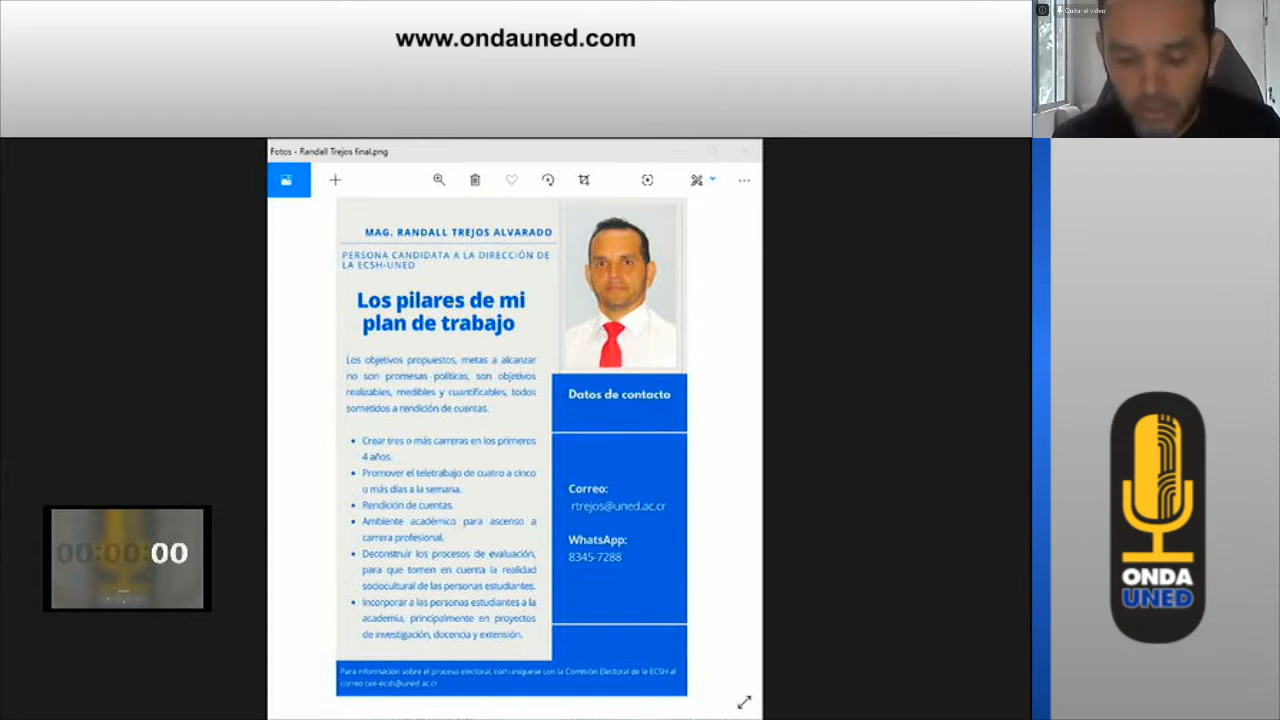 www.ondauned.com
Quitar el video
Fotos - Randall Trejos final.png
MAG. RANDALL TREJOS ALVARADO
PERSONA CANDIDATA A LA DIRECCIÓN DE
LA ECSH-UNED
Los pilares de mi
plan de trabajo
Los objetivos propuestos, metas a alcanzar
no son promesas políticas, son objetivos
realizables, medibles y cuantificables, todos
sometidos a rendición de cuentas.
• Crear tres o más carreras en los primeros
4 años.
• Promover el teletrabajo de cuatro a cinco
o más días a la semana.
• Rendición de cuentas.
• Ambiente académico para ascenso a
carrera profesional.
• Deconstruir los procesos de evaluación,
para que tomen en cuenta la realidad
sociocultural de las personas estudiantes.
• Incorporar a las personas estudiantes a la
academia, principalmente en proyectos
de investigación, docencia y extensión.
Datos de contacto
Correo:
rtrejos@uned.ac.cr
WhatsApp:
8345-7288
Para información sobre el proceso electoral, comuníquese con la Comisión Electoral de la ECSH al
correo cee-ecsh@uned.ac.cr
00:00:00
ONDA
UNED